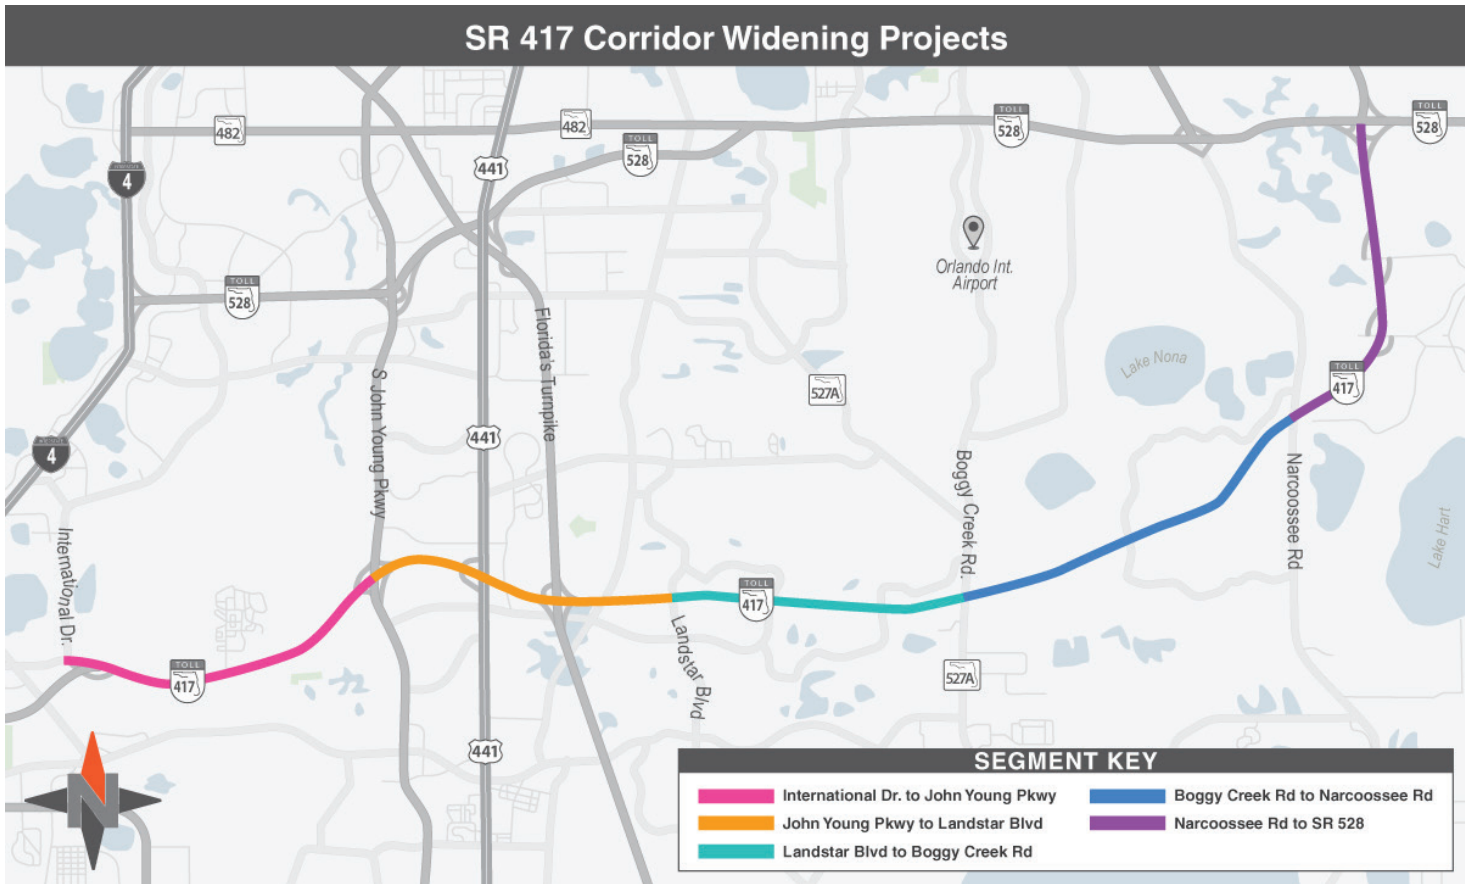 SR 417 Corridor Widening Projects
482
482
TOLL
528
TOLL
528
TOLL
528
441
4
Orlando Int.
Airport
TOLL
528
Florida's Turnpike
Lake Nona
S John Young Pkwy
527A
TOLL
417
441
4
Boggy Creek Rd.
Narcoossee Rd
Lake Hart
International Dr.
TOLL
417
Landstar Blvd
TOLL
417
527A
441
N
SEGMENT KEY
International Dr. to John Young Pkwy
John Young Pkwy to Landstar Blvd
Landstar Blvd to Boggy Creek Rd
Boggy Creek Rd to Narcoossee Rd
Narcoossee Rd to SR 528